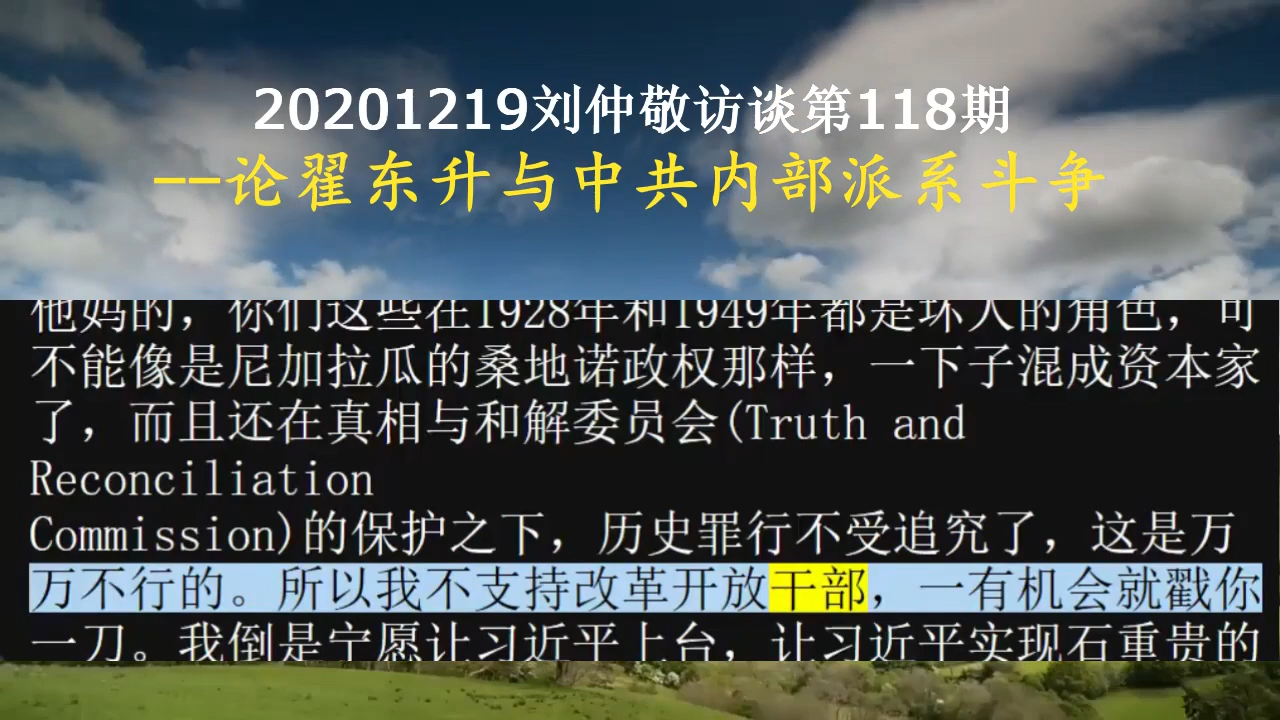 20201219刘仲敬访谈第118期
--论翟东升与中共内部派系斗争
他妈的，你们这些在1928年和1949年都是坏人的角色，可
不能像是尼加拉瓜的桑地诺政权那样，一下子混成资本家
了，而且还在真相与和解委员会(Truth and
Reconciliation
Commission)的保护之下，历史罪行不受追究了，这是万
万不行的。所以我不支持改革开放干部，一有机会就戳你
一刀。我倒是宁愿让习近平上台，让习近平实现石重贵的